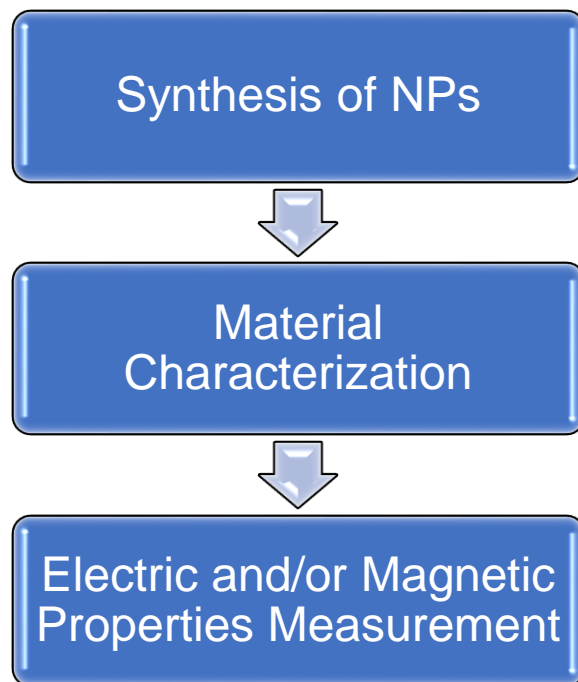 Synthesis of NPs
Material
Characterization
Electric and/or Magnetic
Properties Measurement